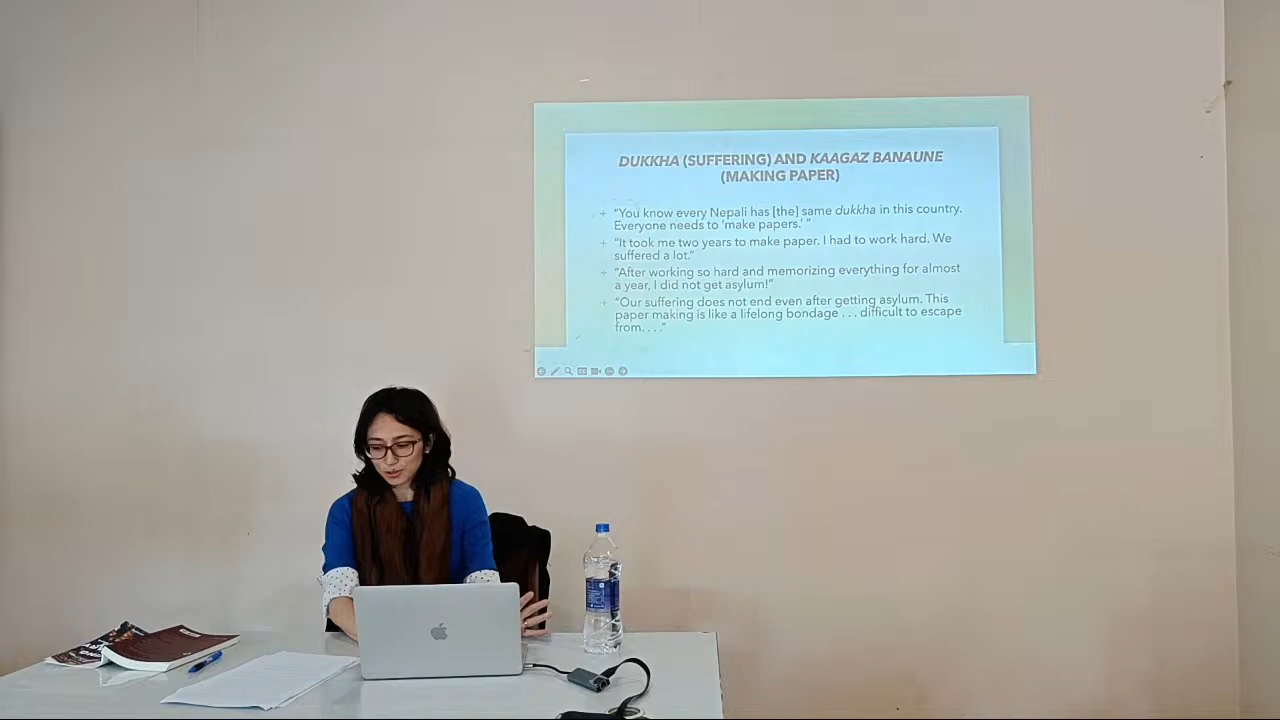 DUKKHA (SUFFERING) AND KAAGAZ BANAUNE
(MAKING PAPER)
+ "You know every Nepali has [the] same dukkha in this country.
Everyone needs to 'make papers.' "
+ "It took me two years to make paper. I had to work hard. We
suffered a lot."
+ "After working so hard and memorizing everything for almost
a year, I did not get asylum!"
+ "Our suffering does not end even after getting asylum. This
paper making is like a lifelong bondage . . . difficult to escape
from. . . ."